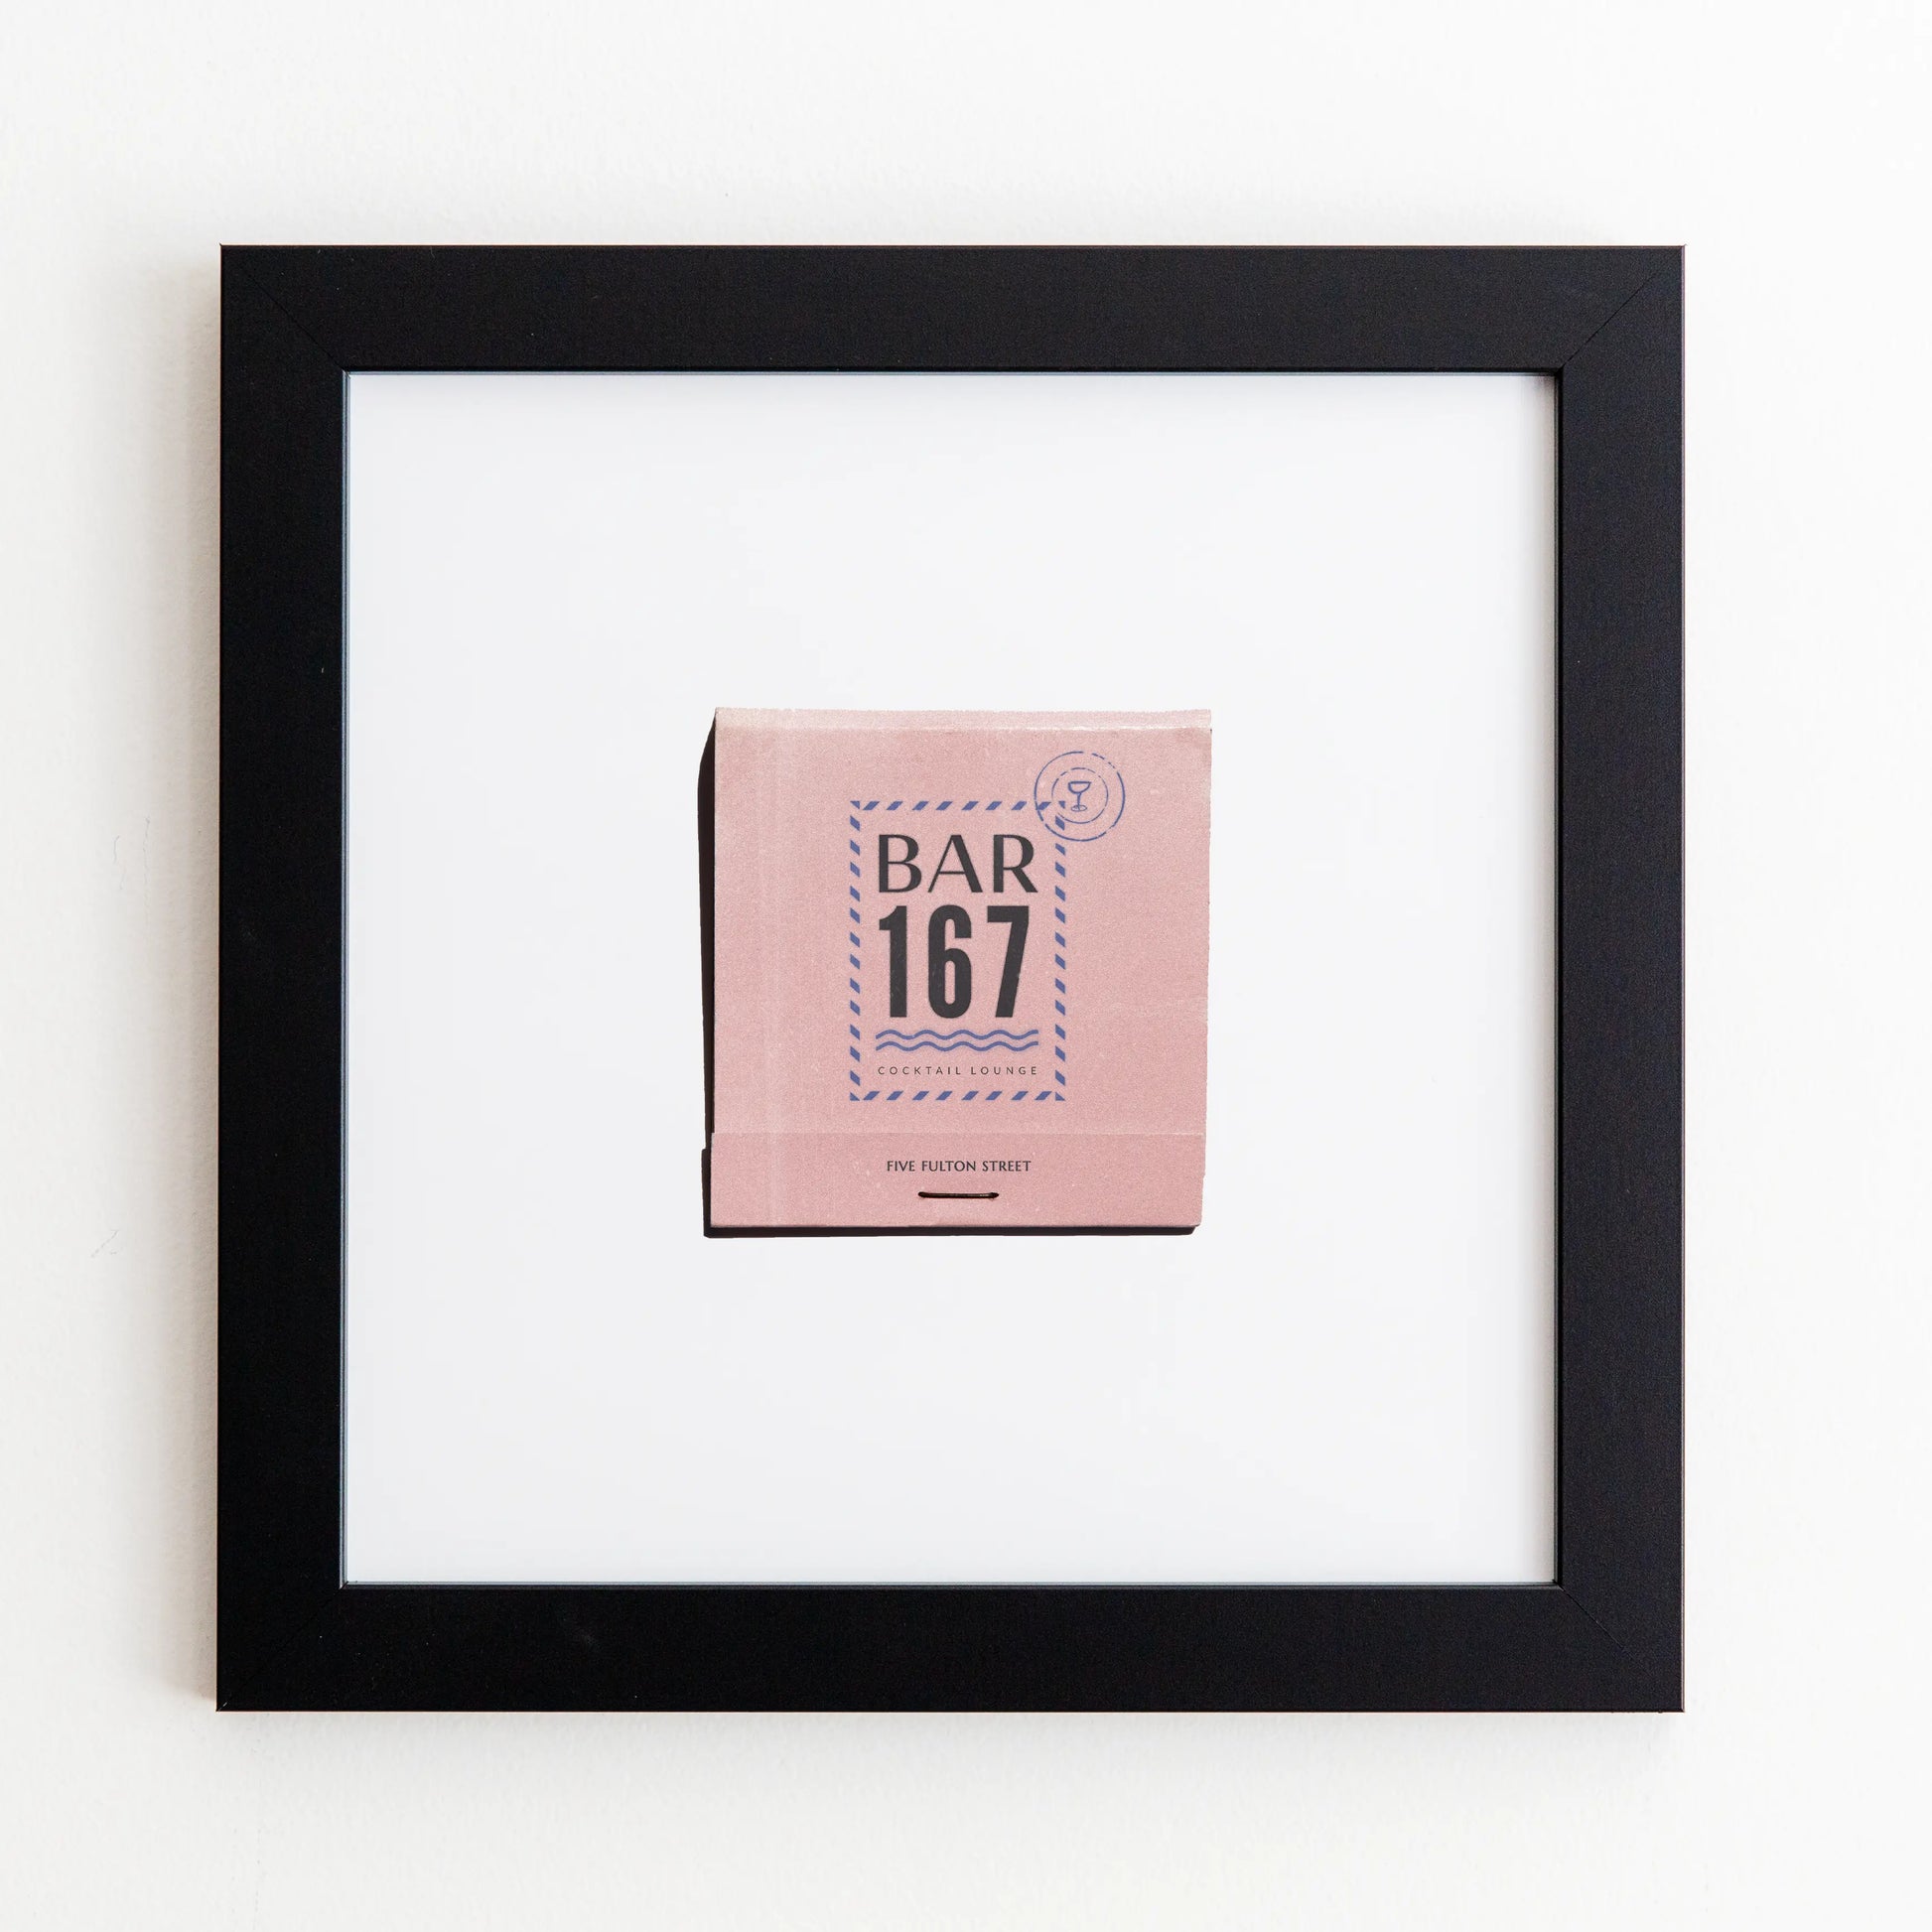 BAR
167
COCKTAIL LOUNGE
FIVE FULTON STREET